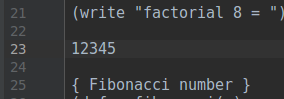 21 (write "factorial 8 = ")
22
23 12345
24
25 { Fibonacci number }